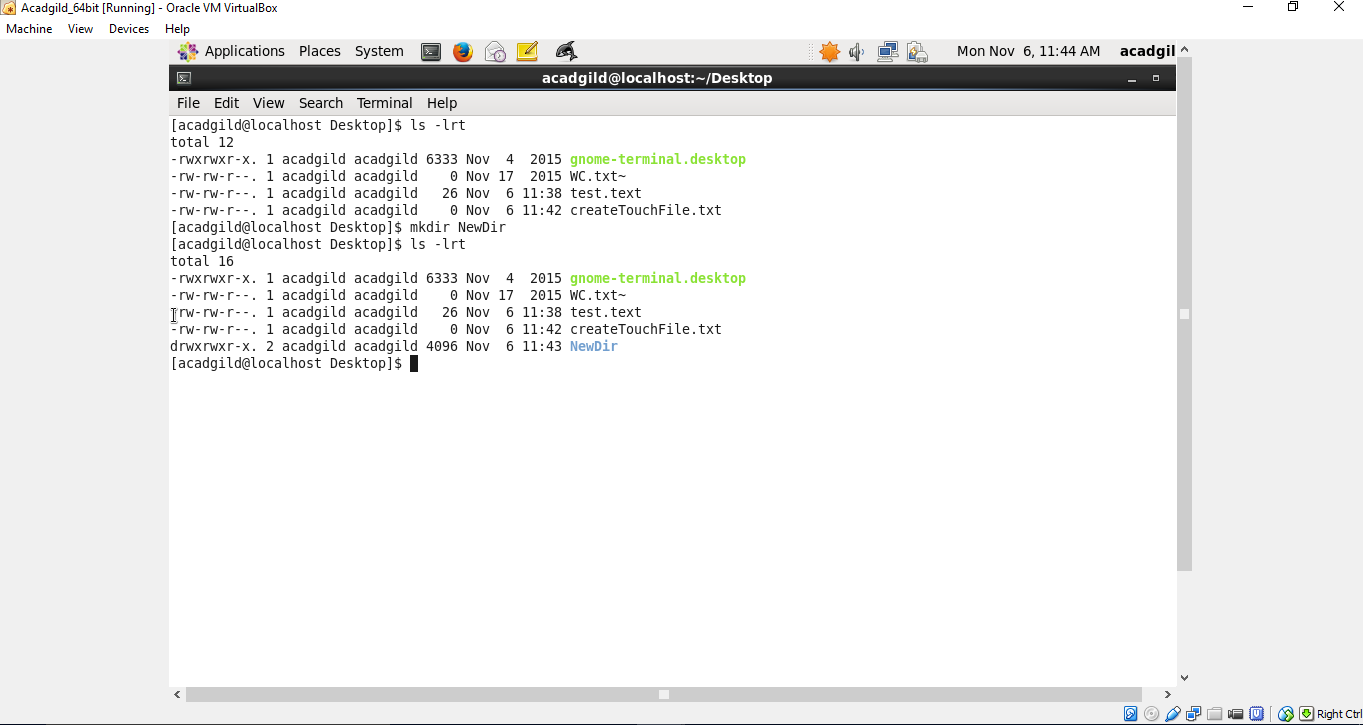 Acadgild_64bit [Running] - Oracle VM VirtualBox
Machine View Devices Help
Applications Places System Mon Nov 6, 11:44 AM acadgil
acadgild@localhost:~/Desktop
File Edit View Search Terminal Help
[acadgild@localhost Desktop]$ ls -lrt
total 12
-rwxrwxr-x. 1 acadgild acadgild 6333 Nov  4  2015 gnome-terminal.desktop
-rw-rw-r--. 1 acadgild acadgild    0 Nov 17  2015 WC.txt~
-rw-rw-r--. 1 acadgild acadgild   26 Nov  6 11:38 test.text
-rw-rw-r--. 1 acadgild acadgild    0 Nov  6 11:42 createTouchFile.txt
[acadgild@localhost Desktop]$ mkdir NewDir
[acadgild@localhost Desktop]$ ls -lrt
total 16
-rwxrwxr-x. 1 acadgild acadgild 6333 Nov  4  2015 gnome-terminal.desktop
-rw-rw-r--. 1 acadgild acadgild    0 Nov 17  2015 WC.txt~
-rw-rw-r--. 1 acadgild acadgild   26 Nov  6 11:38 test.text
-rw-rw-r--. 1 acadgild acadgild    0 Nov  6 11:42 createTouchFile.txt
drwxrwxr-x. 2 acadgild acadgild 4096 Nov  6 11:43 NewDir
[acadgild@localhost Desktop]$
Right Ctrl